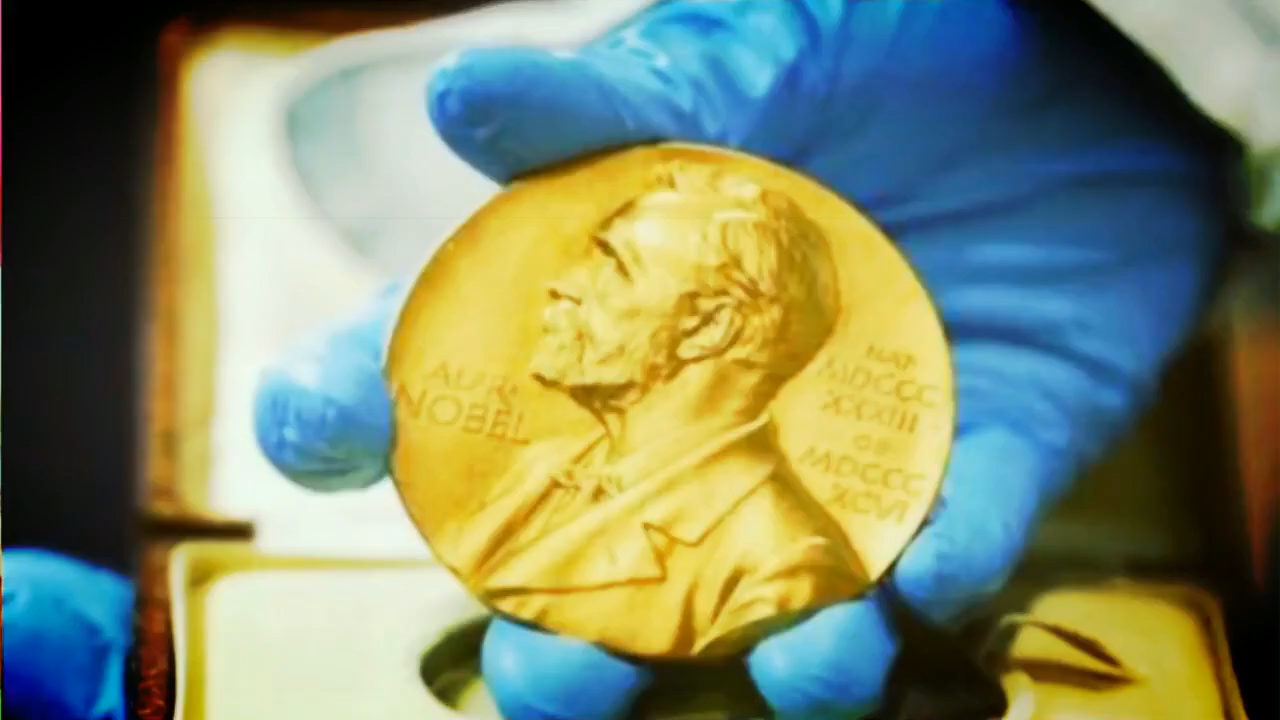 ALFR·
NOBEL
NAT·
MDCCC
XXXIII
OB·
MDCCC
XCVI